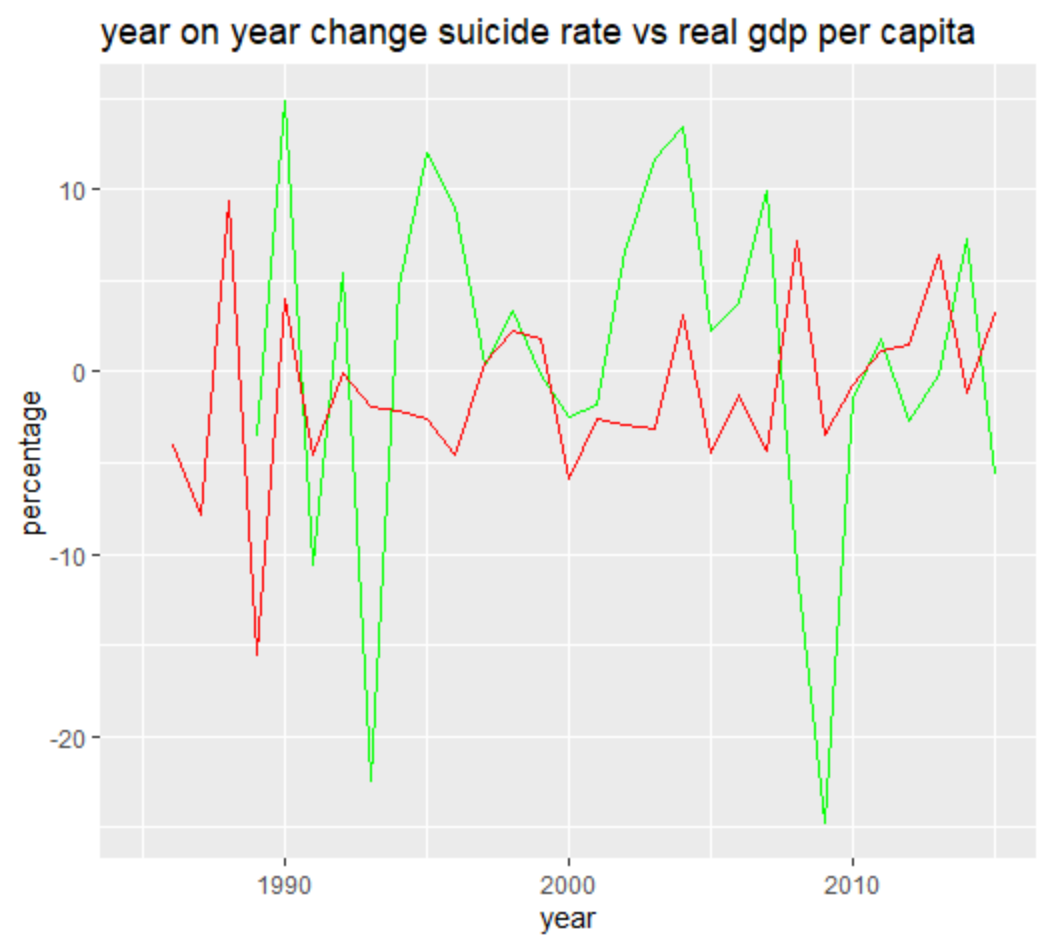 year on year change suicide rate vs real gdp per capita
10
0
-10
-20
percentage
1990
2000
2010
year